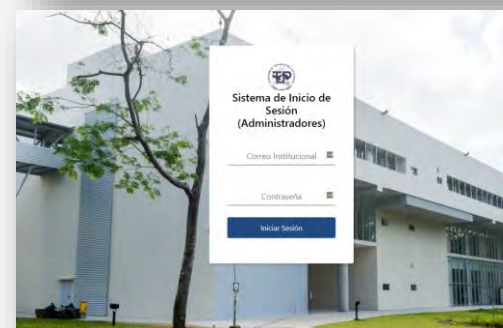 Sistema de Inicio de
Sesión
(Administradores)
Correo Institucional
Contraseña
Iniciar Sesión